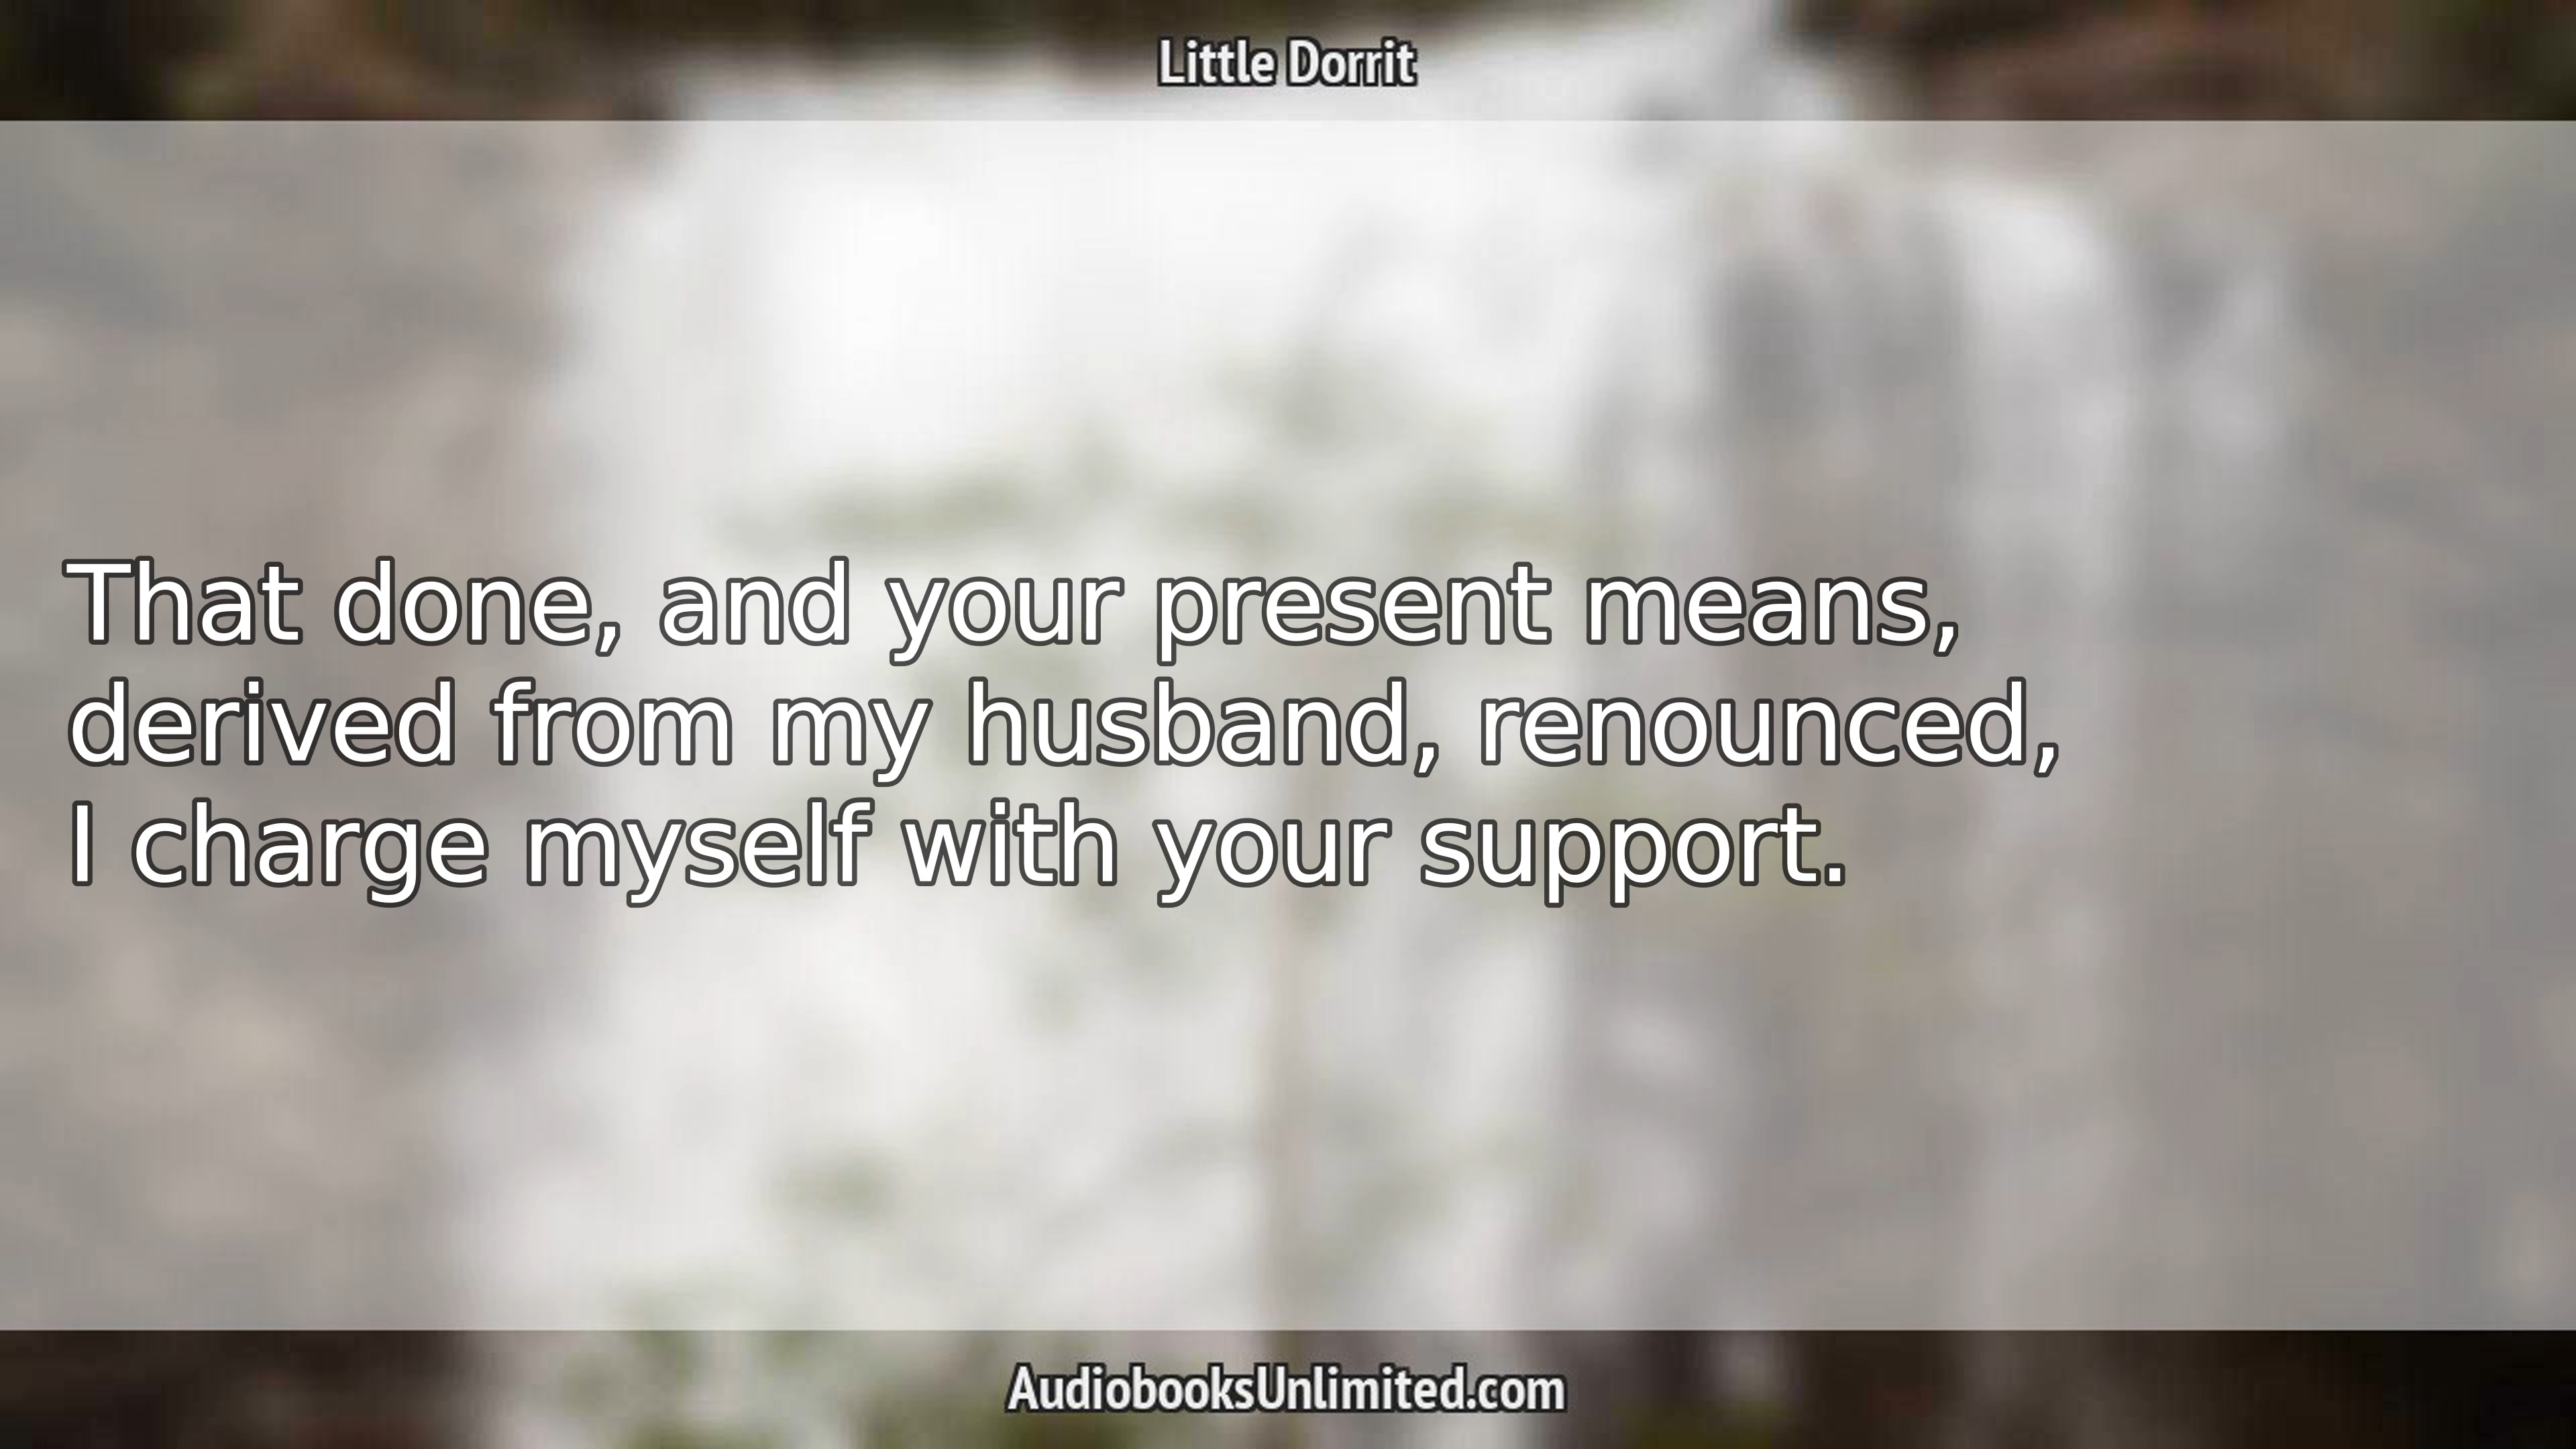 Little Dorrit
That done, and your present means,
derived from my husband, renounced,
I charge myself with your support.
AudiobooksUnlimited.com